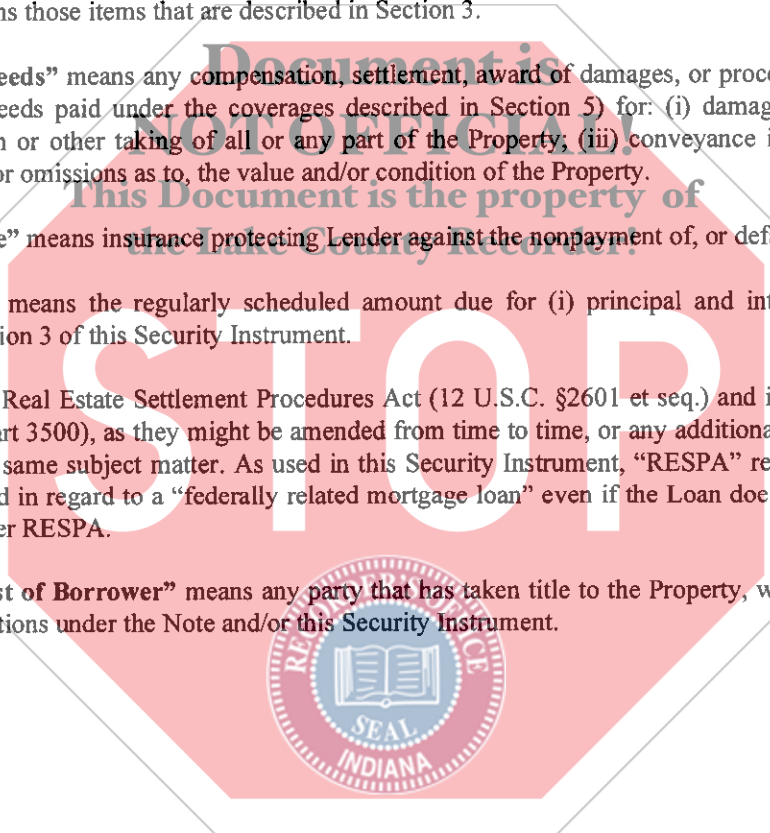 ns those items that are described in Section 3.
Document is
eeds” means any compensation, settlement, award of damages, or proce
eeds paid under the coverages described in Section 5) for: (i) damag
NOT OFFICIAL!
n or other taking of all or any part of the Property; (iii) conveyance i
or omissions as to, the value and/or condition of the Property.
This Document is the property of
e” means insurance protecting Lender against the nonpayment of, or def
the Lake County Recorder!
means the regularly scheduled amount due for (i) principal and int
ion 3 of this Security Instrument.
STOP
Real Estate Settlement Procedures Act (12 U.S.C. §2601 et seq.) and i
art 3500), as they might be amended from time to time, or any additiona
same subject matter. As used in this Security Instrument, “RESPA” re
d in regard to a “federally related mortgage loan” even if the Loan doe
er RESPA.
st of Borrower” means any party that has taken title to the Property, w
tions under the Note and/or this Security Instrument.
RECORDER'S OFFICE
SEAL
INDIANA